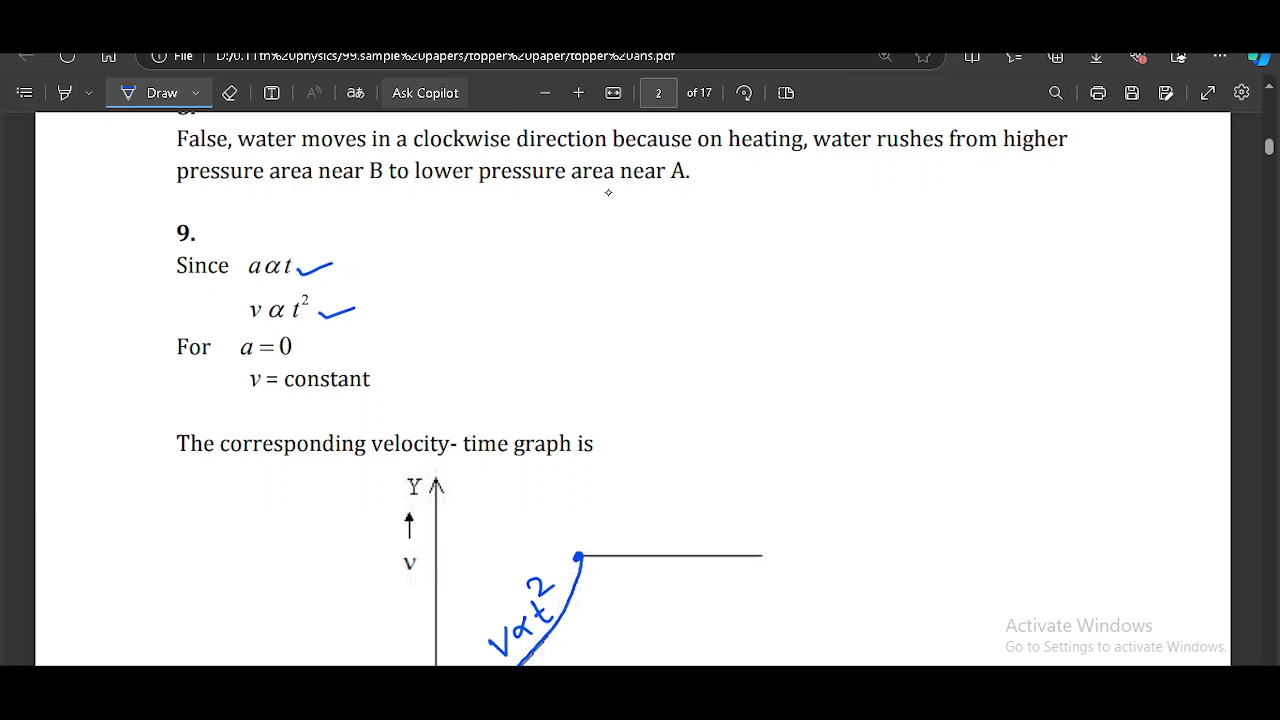 File D:/0.11th%20physics/99.sample%20papers/topper%20paper/topper%20ans.pdf
Draw Ask Copilot 2 of 17
False, water moves in a clockwise direction because on heating, water rushes from higher
pressure area near B to lower pressure area near A.
9.
Since a α t
v α t²
For a = 0
v = constant
The corresponding velocity- time graph is
Y
v
v∝t²
Activate Windows
Go to Settings to activate Windows.